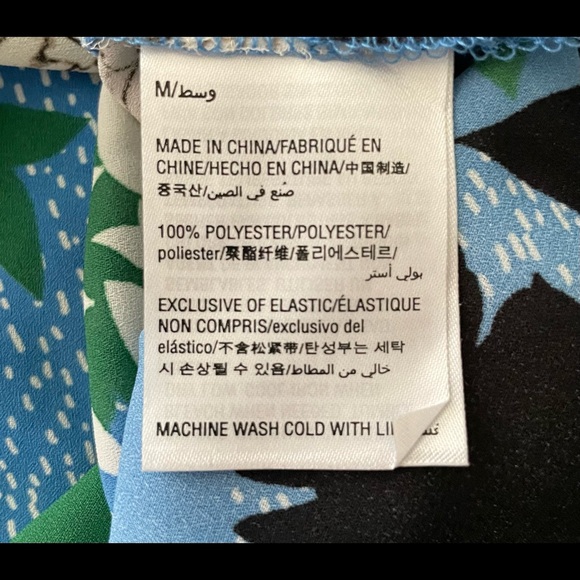 M/وسط
MADE IN CHINA/FABRIQUÉ EN
CHINE/HECHO EN CHINA/中国制造/
중국산/صُنع في الصين
100% POLYESTER/POLYESTER/
poliester/聚酯纤维/폴리에스테르/
بولي أستر
EXCLUSIVE OF ELASTIC/ÉLASTIQUE
NON COMPRIS/exclusivo del
elástico/不含松紧带/탄성부는 세탁
시 손상될 수 있음/خالي من المطاط
MACHINE WASH COLD WITH